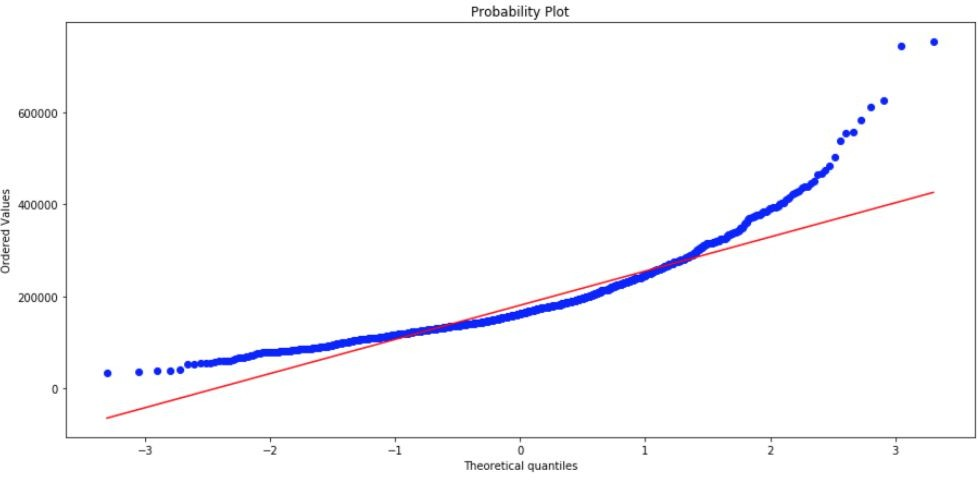 Probability Plot
600000
400000
200000
0
Ordered Values
−3 −2 −1 0 1 2 3
Theoretical quantiles